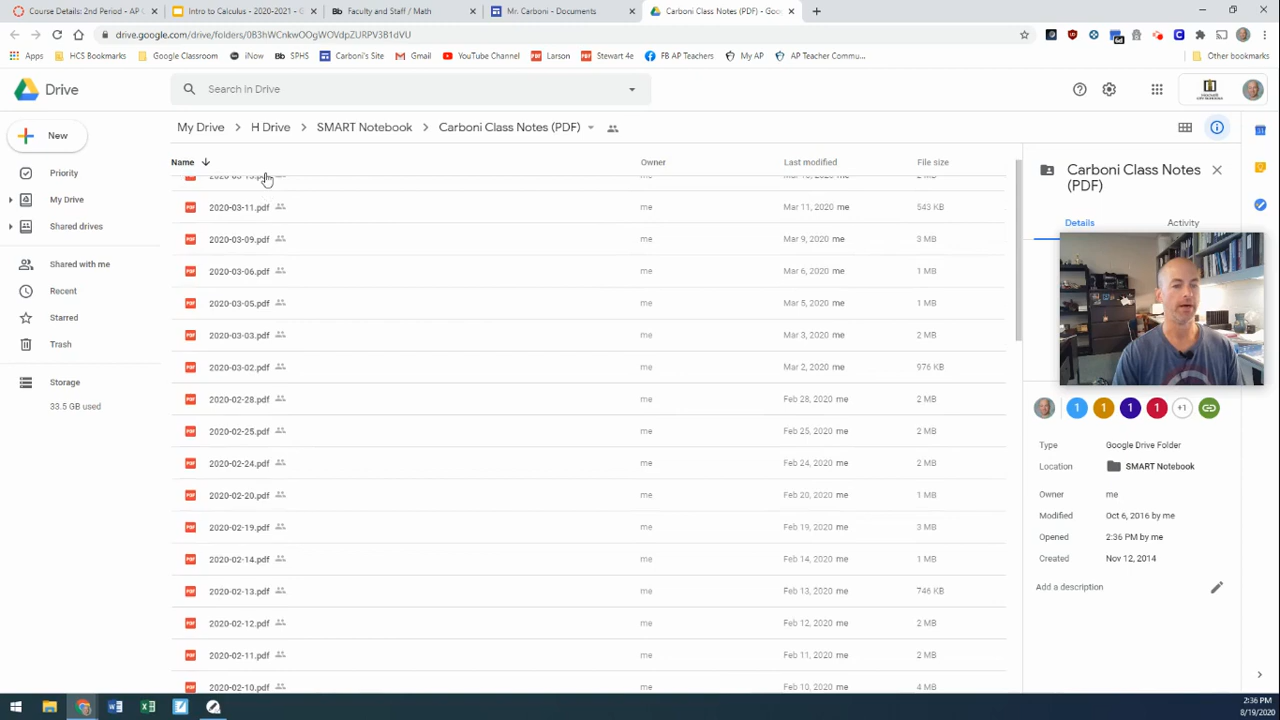 Course Details: 2nd Period - AP C
Intro to Calculus - 2020-2021 - C
Faculty and Staff / Math
Mr. Carboni - Documents
Carboni Class Notes (PDF) - Goo
drive.google.com/drive/folders/0B3hWCnkwOOgWOVdpZURPV3B1dVU
Apps
HCS Bookmarks
Google Classroom
iNow
SPHS
Carboni's Site
Gmail
YouTube Channel
Larson
Stewart 4e
FB AP Teachers
My AP
AP Teacher Commu...
Other bookmarks
Drive
Search in Drive
New
My Drive
H Drive
SMART Notebook
Carboni Class Notes (PDF)
Priority
My Drive
Shared drives
Shared with me
Recent
Starred
Trash
Storage
33.5 GB used
Name
Owner
Last modified
File size
2020-03-11.pdf me Mar 11, 2020 me 543 KB
2020-03-09.pdf me Mar 9, 2020 me 3 MB
2020-03-06.pdf me Mar 6, 2020 me 1 MB
2020-03-05.pdf me Mar 5, 2020 me 1 MB
2020-03-03.pdf me Mar 3, 2020 me 2 MB
2020-03-02.pdf me Mar 2, 2020 me 976 KB
2020-02-28.pdf me Feb 28, 2020 me 2 MB
2020-02-25.pdf me Feb 25, 2020 me 2 MB
2020-02-24.pdf me Feb 24, 2020 me 2 MB
2020-02-20.pdf me Feb 20, 2020 me 1 MB
2020-02-19.pdf me Feb 19, 2020 me 3 MB
2020-02-14.pdf me Feb 14, 2020 me 1 MB
2020-02-13.pdf me Feb 13, 2020 me 746 KB
2020-02-12.pdf me Feb 12, 2020 me 2 MB
2020-02-11.pdf me Feb 11, 2020 me 2 MB
2020-02-10.pdf me Feb 10, 2020 me 4 MB
Carboni Class Notes
(PDF)
Details
Activity
1 1 1 1 +1
Type Google Drive Folder
Location SMART Notebook
Owner me
Modified Oct 6, 2016 by me
Opened 2:36 PM by me
Created Nov 12, 2014
Add a description
2:36 PM
8/19/2020